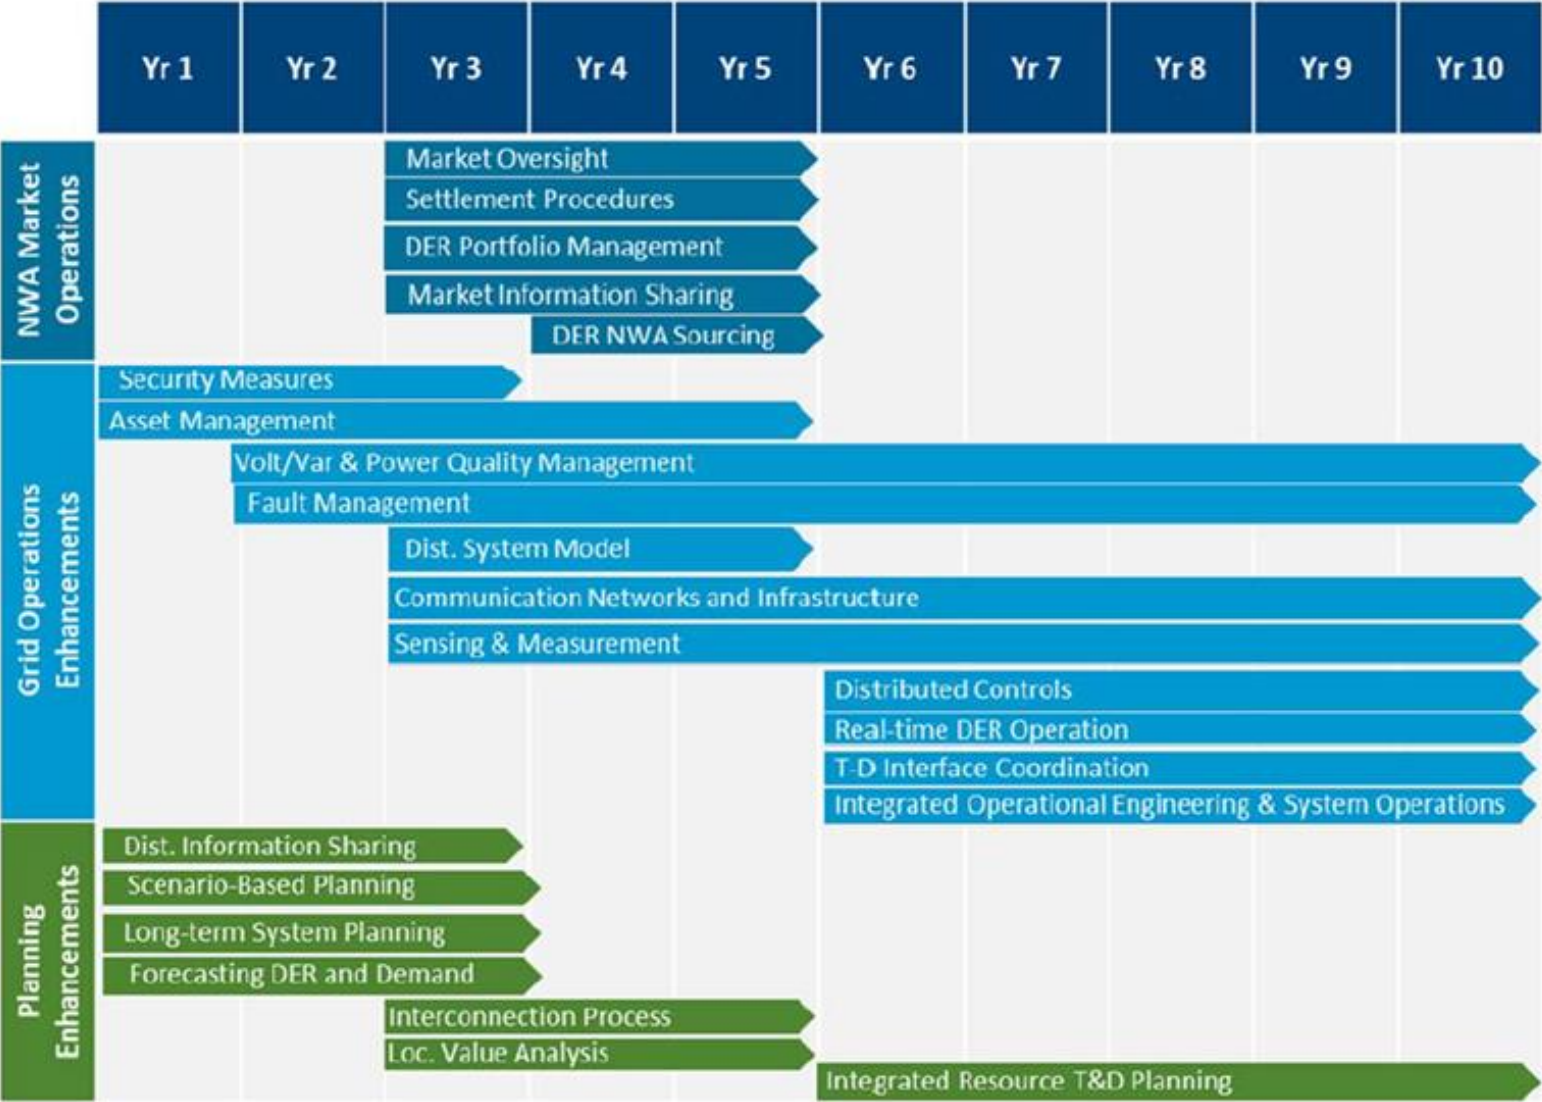 Yr 1 Yr 2 Yr 3 Yr 4 Yr 5 Yr 6 Yr 7 Yr 8 Yr 9 Yr 10
NWA Market
Operations
Market Oversight
Settlement Procedures
DER Portfolio Management
Market Information Sharing
DER NWA Sourcing
Grid Operations
Enhancements
Security Measures
Asset Management
Volt/Var & Power Quality Management
Fault Management
Dist. System Model
Communication Networks and Infrastructure
Sensing & Measurement
Distributed Controls
Real-time DER Operation
T-D Interface Coordination
Integrated Operational Engineering & System Operations
Planning
Enhancements
Dist. Information Sharing
Scenario-Based Planning
Long-term System Planning
Forecasting DER and Demand
Interconnection Process
Loc. Value Analysis
Integrated Resource T&D Planning